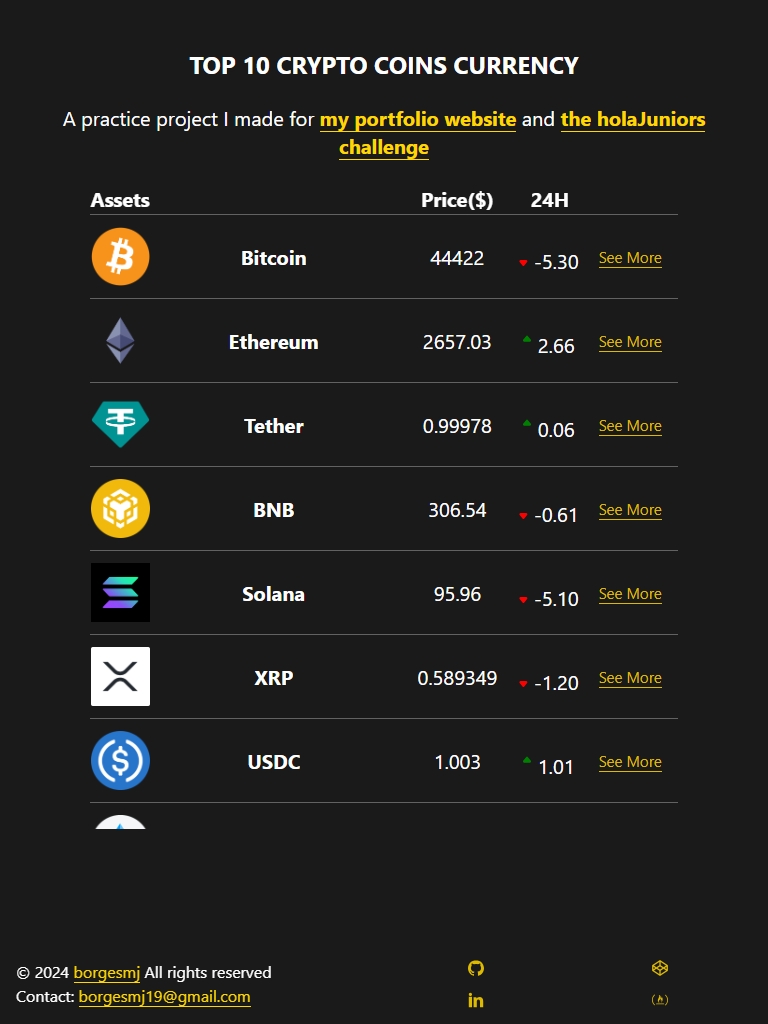 TOP 10 CRYPTO COINS CURRENCY
A practice project I made for my portfolio website and the holaJuniors
challenge
Assets Price($) 24H
Bitcoin 44422 -5.30 See More
Ethereum 2657.03 2.66 See More
Tether 0.99978 0.06 See More
BNB 306.54 -0.61 See More
Solana 95.96 -5.10 See More
XRP 0.589349 -1.20 See More
USDC 1.003 1.01 See More
© 2024 borgesmj All rights reserved
Contact: borgesmj19@gmail.com